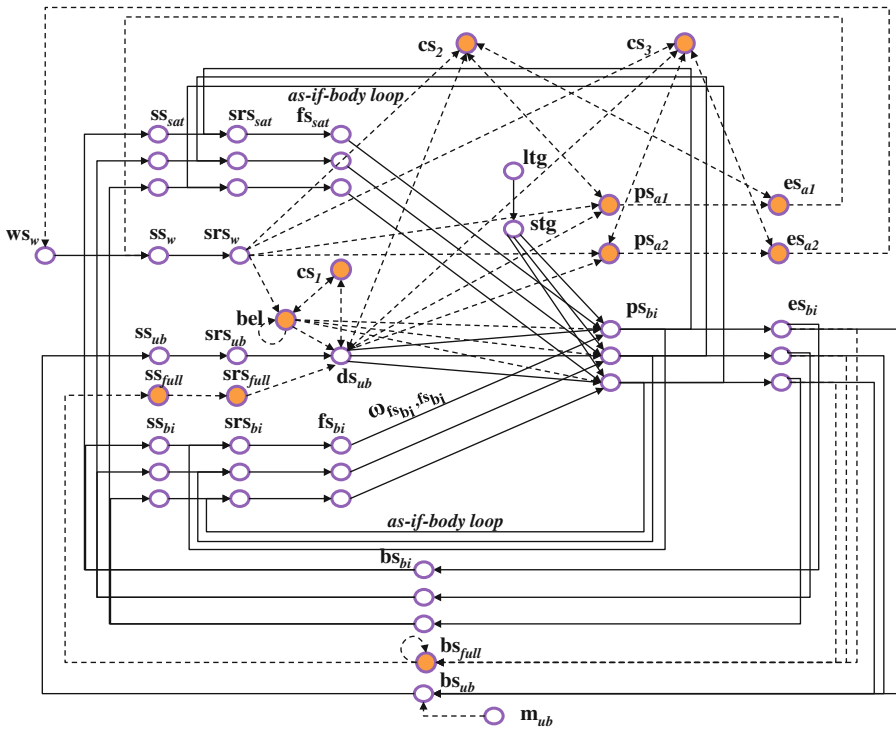 cs2 cs3
as-if-body loop
sssat srssat fssat
ltg
psa1 esa1
stg
wsw ssw srsw
psa2 esa2
cs1
bel
psbi esbi
ssub srsub
dsub
ssfull srsfull
ωfsbi,fsbi
ssbi srsbi fsbi
as-if-body loop
bsbi
bsfull
bsub
mub